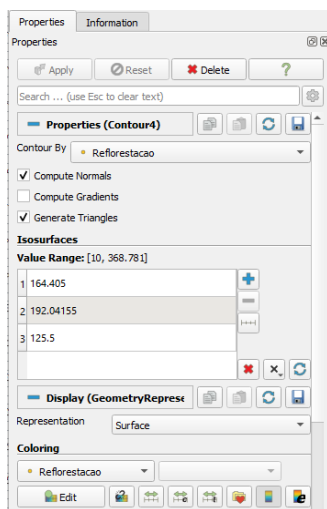 Properties Information
Properties
Apply Reset Delete ?
Search ... (use Esc to clear text)
Properties (Contour4)
Contour By Reflorestacao
Compute Normals
Compute Gradients
Generate Triangles
Isosurfaces
Value Range: [10, 368.781]
1 164.405
2 192.04155
3 125.5
Display (GeometryReprese
Representation Surface
Coloring
Reflorestacao
Edit